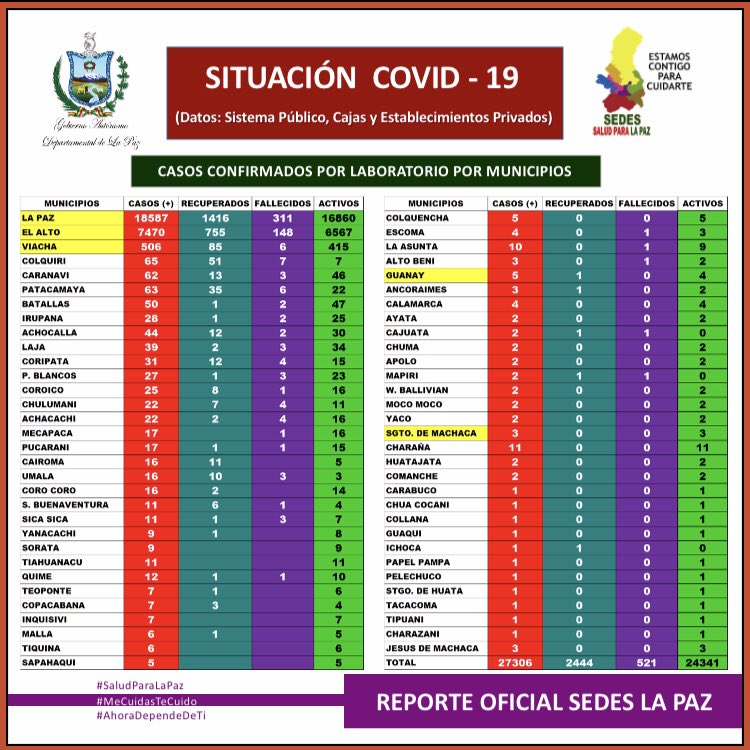 Gobierno Autónomo
Departamental de La Paz
SITUACIÓN COVID - 19
(Datos: Sistema Público, Cajas y Establecimientos Privados)
ESTAMOS
CONTIGO
PARA
CUIDARTE
SEDES
SALUD PARA LA PAZ
CASOS CONFIRMADOS POR LABORATORIO POR MUNICIPIOS
MUNICIPIOS CASOS (+) RECUPERADOS FALLECIDOS ACTIVOS
LA PAZ 18587 1416 311 16860
EL ALTO 7470 755 148 6567
VIACHA 506 85 6 415
COLQUIRI 65 51 7 7
CARANAVI 62 13 3 46
PATACAMAYA 63 35 6 22
BATALLAS 50 1 2 47
IRUPANA 28 1 2 25
ACHOCALLA 44 12 2 30
LAJA 39 2 3 34
CORIPATA 31 12 4 15
P. BLANCOS 27 1 3 23
COROICO 25 8 1 16
CHULUMANI 22 7 4 11
ACHACACHI 22 2 4 16
MECAPACA 17 1 16
PUCARANI 17 1 1 15
CAIROMA 16 11 5
UMALA 16 10 3 3
CORO CORO 16 2 14
S. BUENAVENTURA 11 6 1 4
SICA SICA 11 1 3 7
YANACACHI 9 1 8
SORATA 9 9
TIAHUANACU 11 11
QUIME 12 1 1 10
TEOPONTE 7 1 6
COPACABANA 7 3 4
INQUISIVI 7 7
MALLA 6 1 5
TIQUINA 6 6
SAPAHAQUI 5 5
MUNICIPIOS CASOS (+) RECUPERADOS FALLECIDOS ACTIVOS
COLQUENCHA 5 0 0 5
ESCOMA 4 0 1 3
LA ASUNTA 10 0 1 9
ALTO BENI 3 0 1 2
GUANAY 5 1 0 4
ANCORAIMES 3 1 0 2
CALAMARCA 4 0 0 4
AYATA 2 0 0 2
CAJUATA 2 1 1 0
CHUMA 2 0 0 2
APOLO 2 0 0 2
MAPIRI 2 1 1 0
W. BALLIVIAN 2 0 0 2
MOCO MOCO 2 0 0 2
YACO 2 0 0 2
SGTO. DE MACHACA 3 0 0 3
CHARAÑA 11 0 0 11
HUATAJATA 2 0 0 2
COMANCHE 2 0 0 2
CARABUCO 1 0 0 1
CHUA COCANI 1 0 0 1
COLLANA 1 0 0 1
GUAQUI 1 0 0 1
ICHOCA 1 1 0 0
PAPEL PAMPA 1 0 0 1
PELECHUCO 1 0 0 1
STGO. DE HUATA 1 0 0 1
TACACOMA 1 0 0 1
TIPUANI 1 0 0 1
CHARAZANI 1 0 0 1
JESUS DE MACHACA 3 0 0 3
TOTAL 27306 2444 521 24341
#SaludParaLaPaz
#MeCuidasTeCuido
#AhoraDependeDeTi
REPORTE OFICIAL SEDES LA PAZ